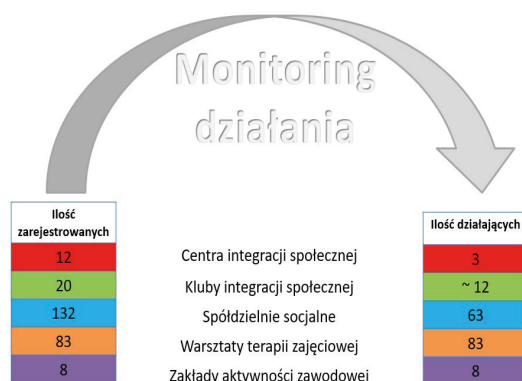 Monitoring
działania
Ilość
zarejestrowanych
Ilość działających
12 Centra integracji społecznej 3
20 Kluby integracji społecznej ~ 12
132 Spółdzielnie socjalne 63
83 Warsztaty terapii zajęciowej 83
8 Zakłady aktywności zawodowej 8